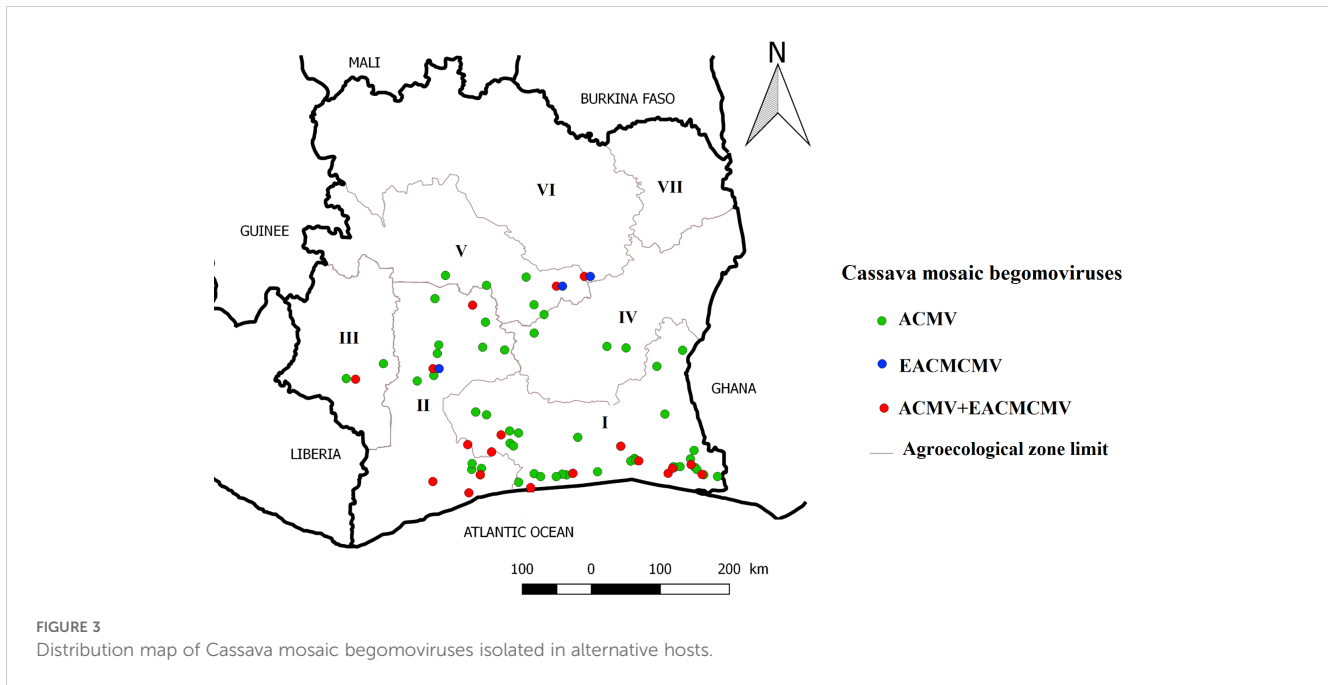 MALI
N
BURKINA FASO
VI
VII
GUINEE
V
Cassava mosaic begomoviruses
ACMV
IV
III
EACMCMV
GHANA
ACMV+EACMCMV
II
I
Agroecological zone limit
LIBERIA
ATLANTIC OCEAN
100 0 100 200 km
FIGURE 3
Distribution map of Cassava mosaic begomoviruses isolated in alternative hosts.